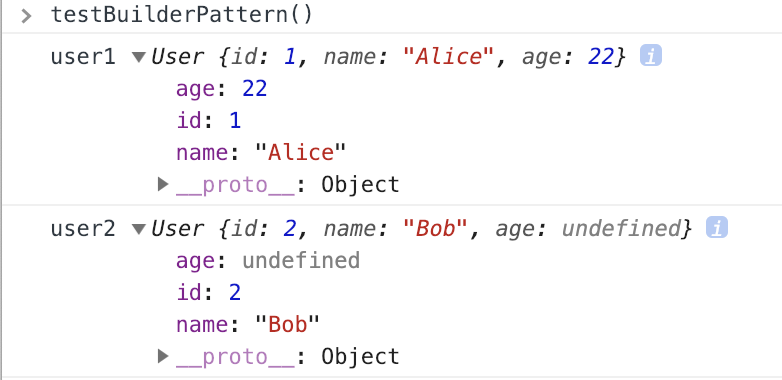 > testBuilderPattern()
user1 ▼User {id: 1, name: "Alice", age: 22} i
age: 22
id: 1
name: "Alice"
▶__proto__: Object
user2 ▼User {id: 2, name: "Bob", age: undefined} i
age: undefined
id: 2
name: "Bob"
▶__proto__: Object